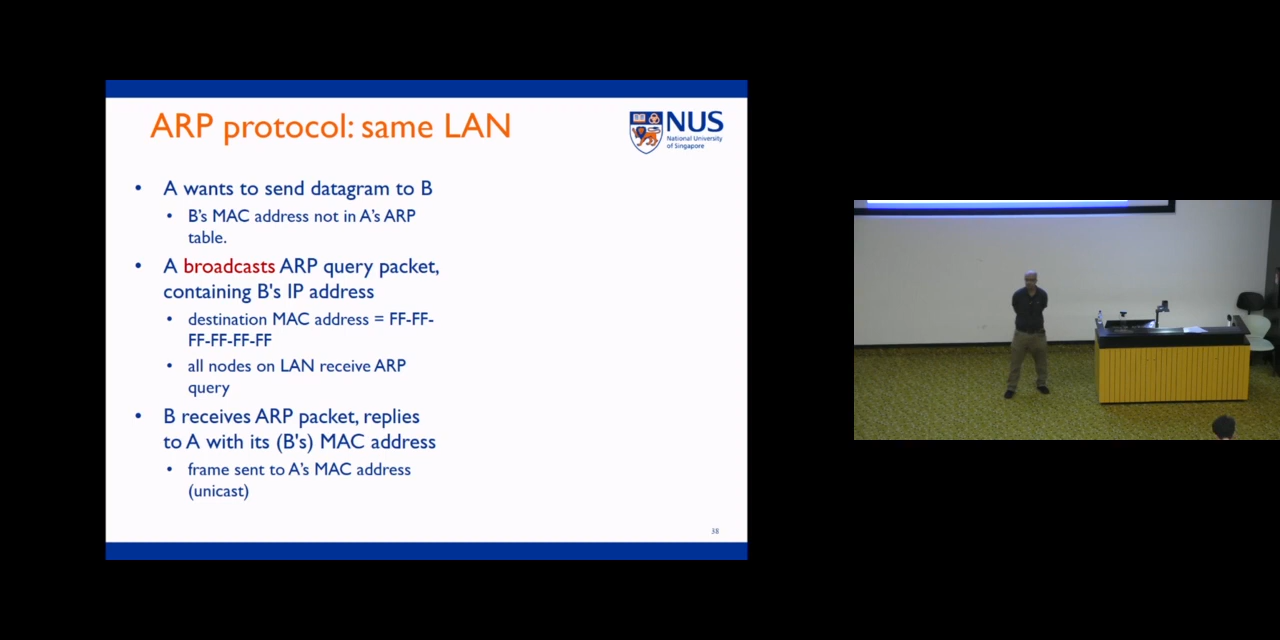 ARP protocol: same LAN
NUS
National University
of Singapore
• A wants to send datagram to B
• B's MAC address not in A's ARP
table.
• A broadcasts ARP query packet,
containing B's IP address
• destination MAC address = FF-FF-
FF-FF-FF-FF
• all nodes on LAN receive ARP
query
• B receives ARP packet, replies
to A with its (B's) MAC address
• frame sent to A's MAC address
(unicast)
38